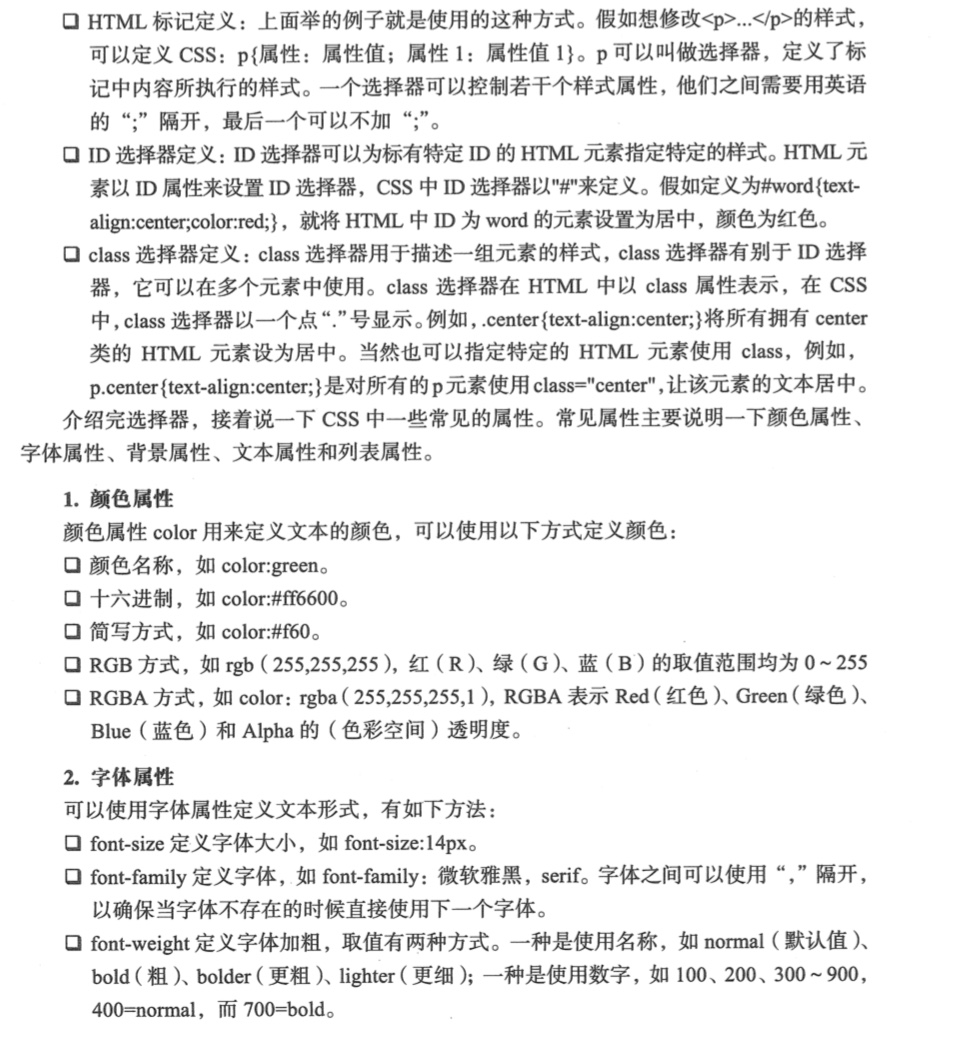 ❑ HTML 标记定义：上面举的例子就是使用的这种方式。假如想修改<p>...</p>的样式，
可以定义 CSS：p{属性：属性值；属性 1：属性值 1}。p 可以叫做选择器，定义了标
记中内容所执行的样式。一个选择器可以控制若干个样式属性，他们之间需要用英语
的“;”隔开，最后一个可以不加“;”。
❑ ID 选择器定义：ID 选择器可以为标有特定 ID 的 HTML 元素指定特定的样式。HTML 元
素以 ID 属性来设置 ID 选择器，CSS 中 ID 选择器以"#"来定义。假如定义为#word{text-
align:center;color:red;}，就将 HTML 中 ID 为 word 的元素设置为居中，颜色为红色。
❑ class 选择器定义：class 选择器用于描述一组元素的样式，class 选择器有别于 ID 选择
器，它可以在多个元素中使用。class 选择器在 HTML 中以 class 属性表示，在 CSS
中，class 选择器以一个点“.”号显示。例如，.center{text-align:center;}将所有拥有 center
类的 HTML 元素设为居中。当然也可以指定特定的 HTML 元素使用 class，例如，
p.center{text-align:center;}是对所有的 p 元素使用 class="center"，让该元素的文本居中。
介绍完选择器，接着说一下 CSS 中一些常见的属性。常见属性主要说明一下颜色属性、
字体属性、背景属性、文本属性和列表属性。
1. 颜色属性
颜色属性 color 用来定义文本的颜色，可以使用以下方式定义颜色：
❑ 颜色名称，如 color:green。
❑ 十六进制，如 color:#ff6600。
❑ 简写方式，如 color:#f60。
❑ RGB 方式，如 rgb（255,255,255），红（R）、绿（G）、蓝（B）的取值范围均为 0～255
❑ RGBA 方式，如 color：rgba（255,255,255,1），RGBA 表示 Red（红色）、Green（绿色）、
Blue（蓝色）和 Alpha 的（色彩空间）透明度。
2. 字体属性
可以使用字体属性定义文本形式，有如下方法：
❑ font-size 定义字体大小，如 font-size:14px。
❑ font-family 定义字体，如 font-family：微软雅黑，serif。字体之间可以使用“，”隔开，
以确保当字体不存在的时候直接使用下一个字体。
❑ font-weight 定义字体加粗，取值有两种方式。一种是使用名称，如 normal（默认值）、
bold（粗）、bolder（更粗）、lighter（更细）；一种是使用数字，如 100、200、300～900，
400=normal，而 700=bold。